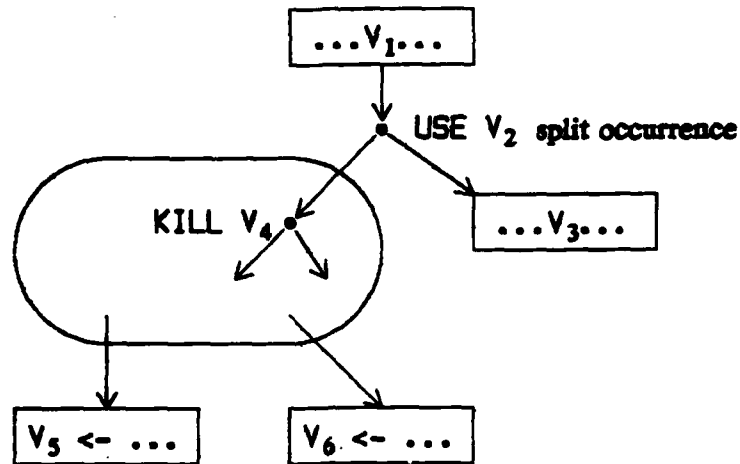 ...V₁...
USE V₂ split occurrence
KILL V₄
...V₃...
V₅ <- ...
V₆ <- ...